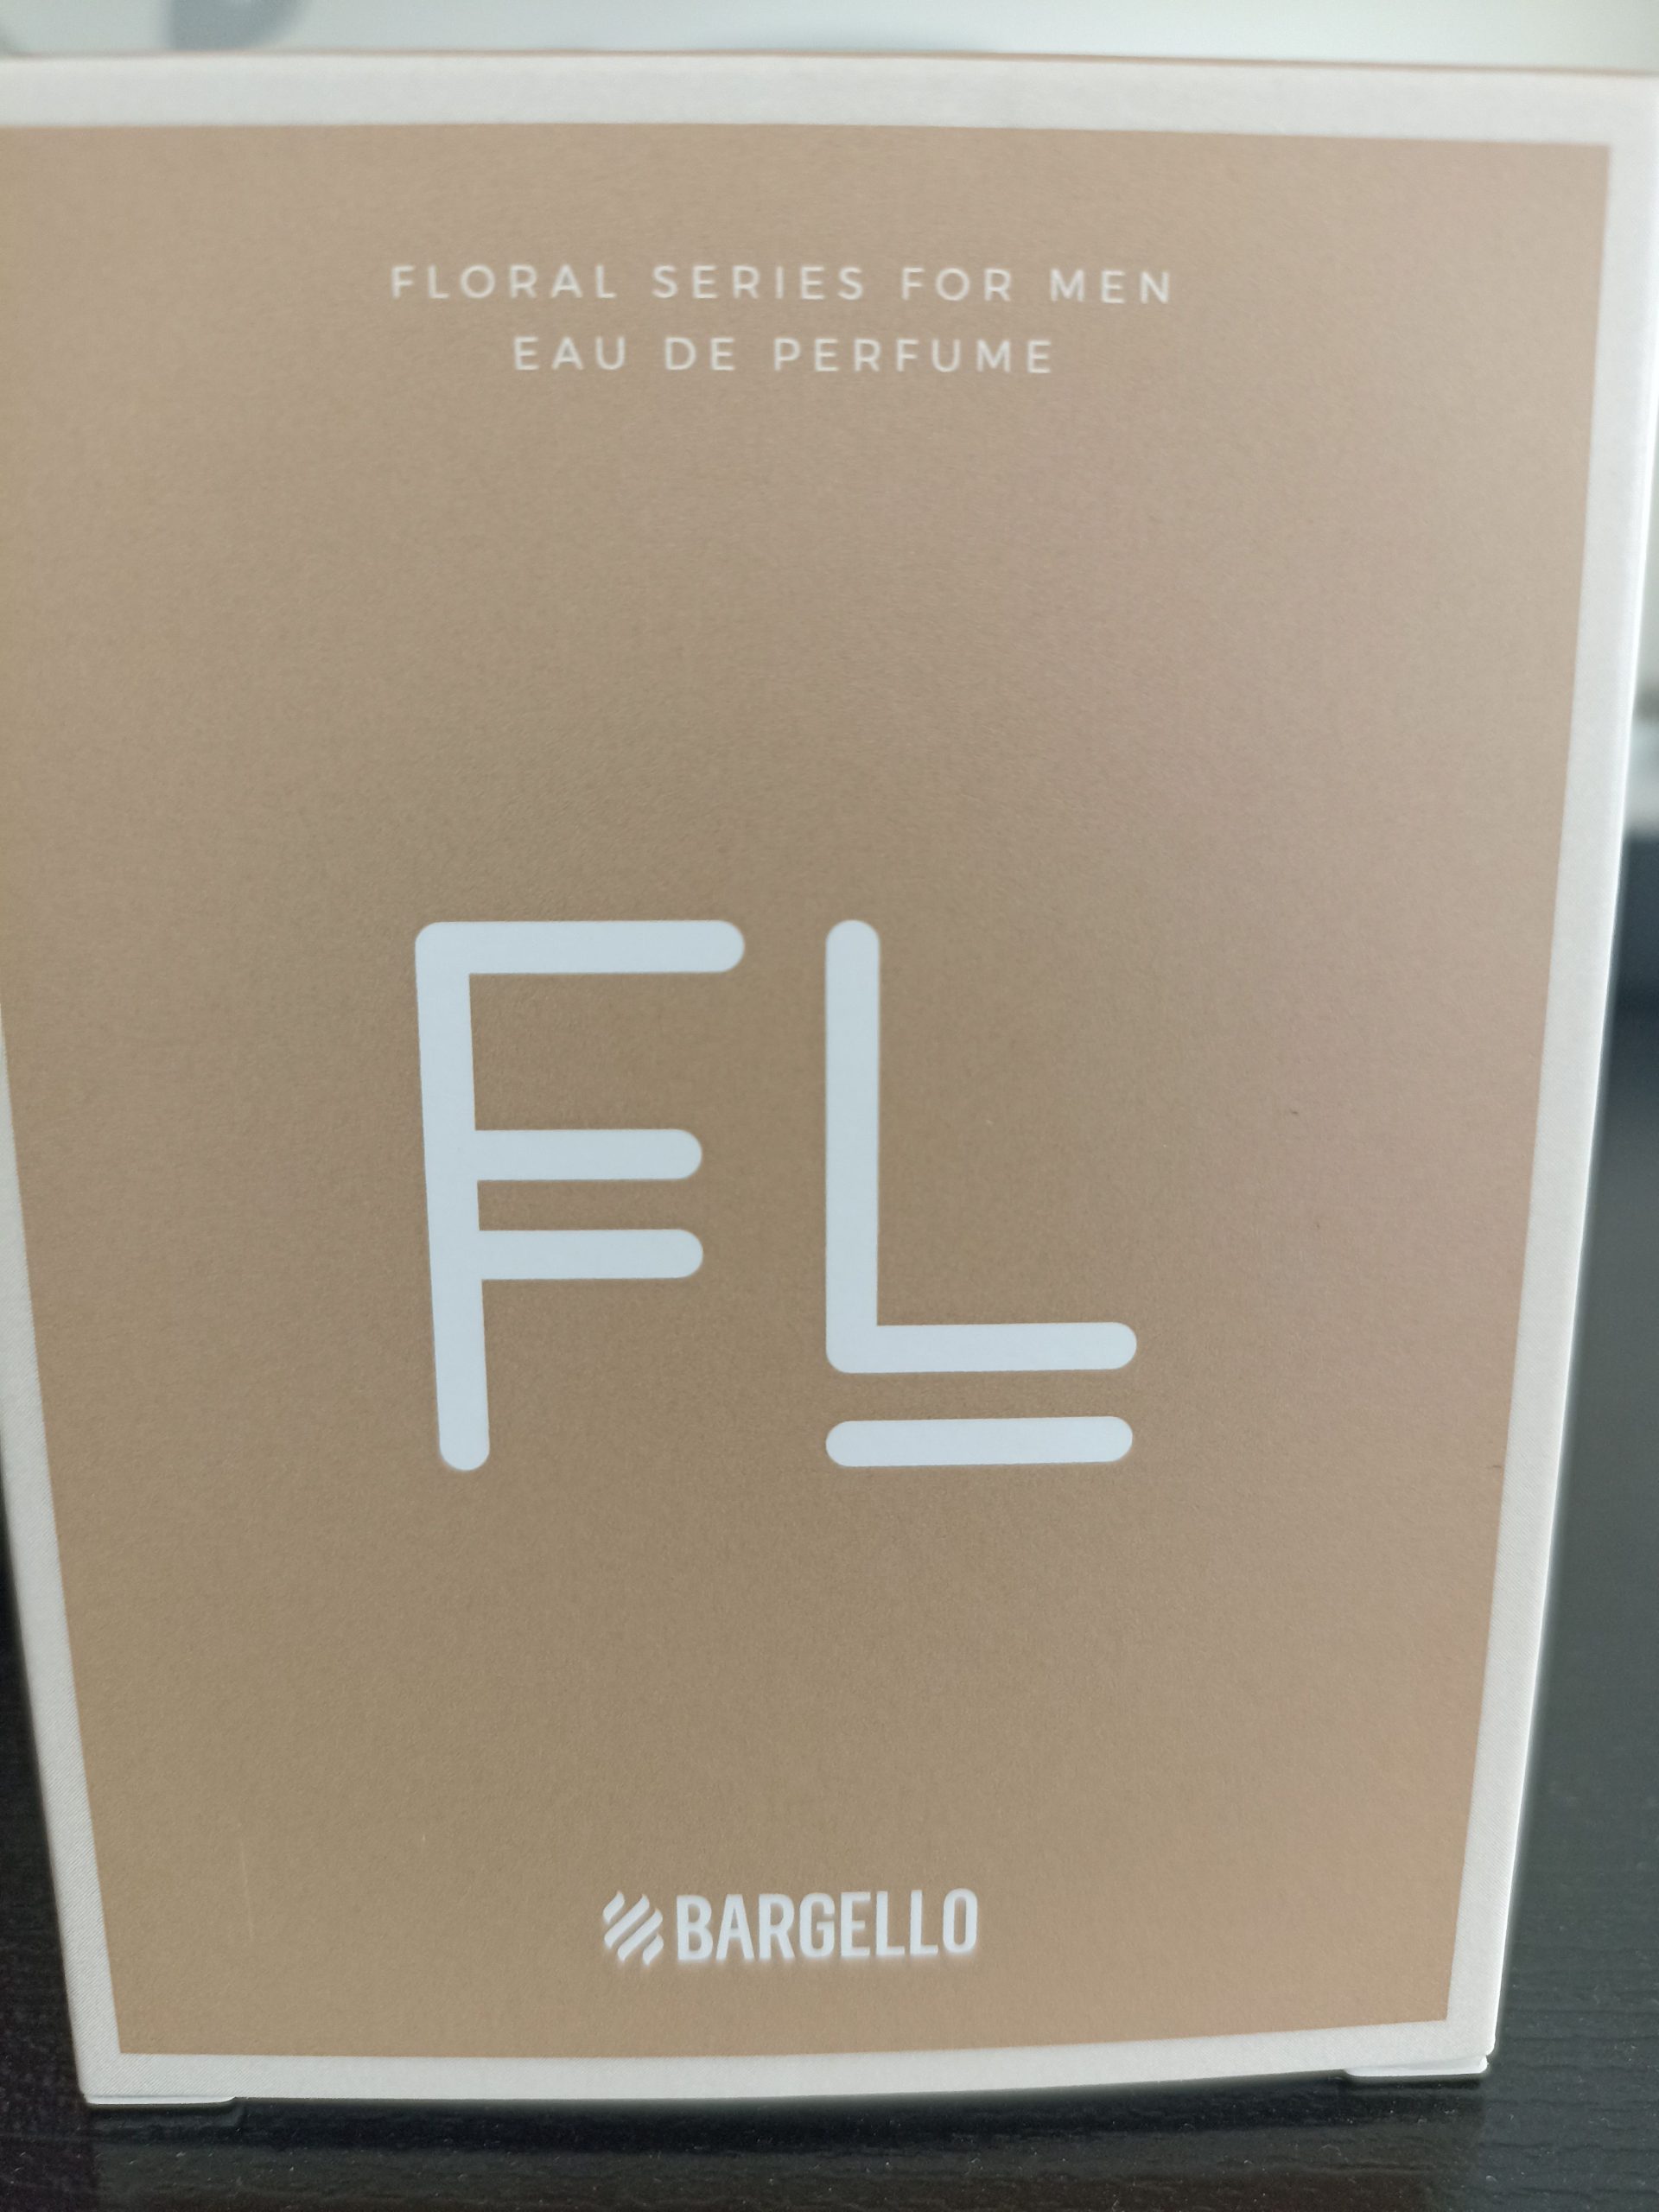 FLORAL SERIES FOR MEN
EAU DE PERFUME
FL
BARGELLO